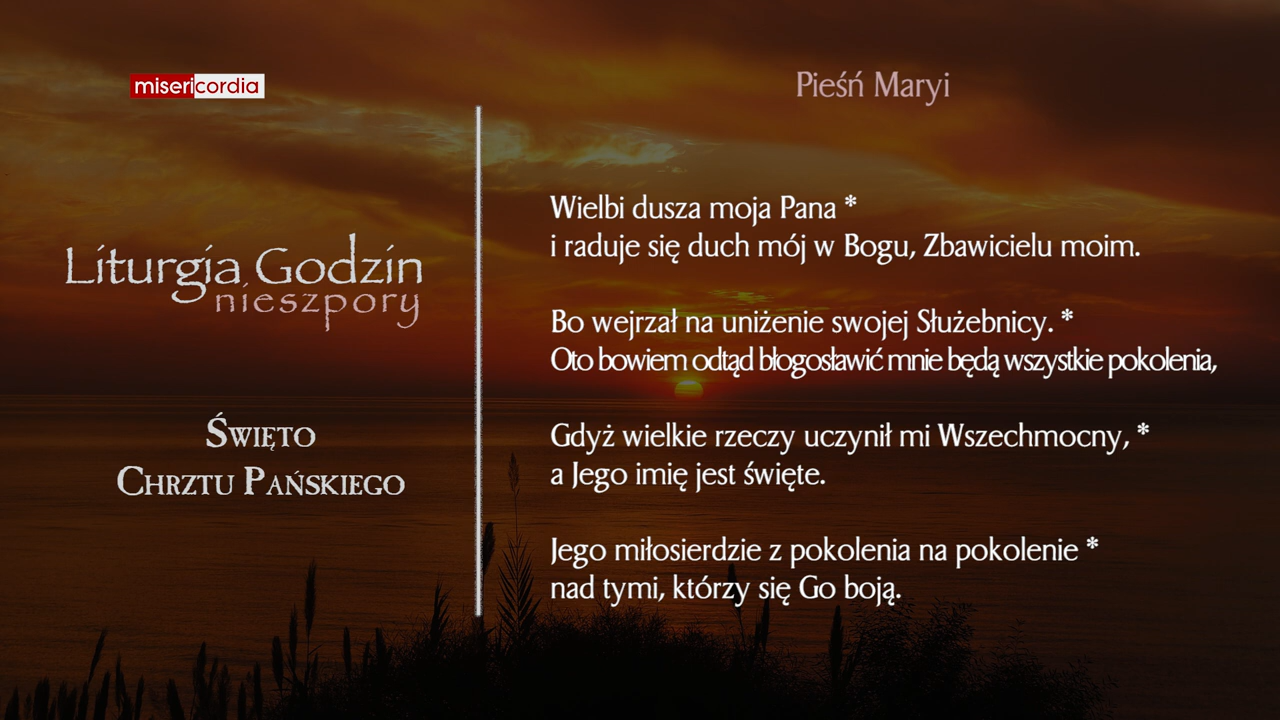 misericordia
Liturgia Godzin
nieszpory
Święto
Chrztu Pańskiego
Pieśń Maryi
Wielbi dusza moja Pana *
i raduje się duch mój w Bogu, Zbawicielu moim.
Bo wejrzał na uniżenie swojej Służebnicy. *
Oto bowiem odtąd błogosławić mnie będą wszystkie pokolenia,
Gdyż wielkie rzeczy uczynił mi Wszechmocny, *
a Jego imię jest święte.
Jego miłosierdzie z pokolenia na pokolenie *
nad tymi, którzy się Go boją.